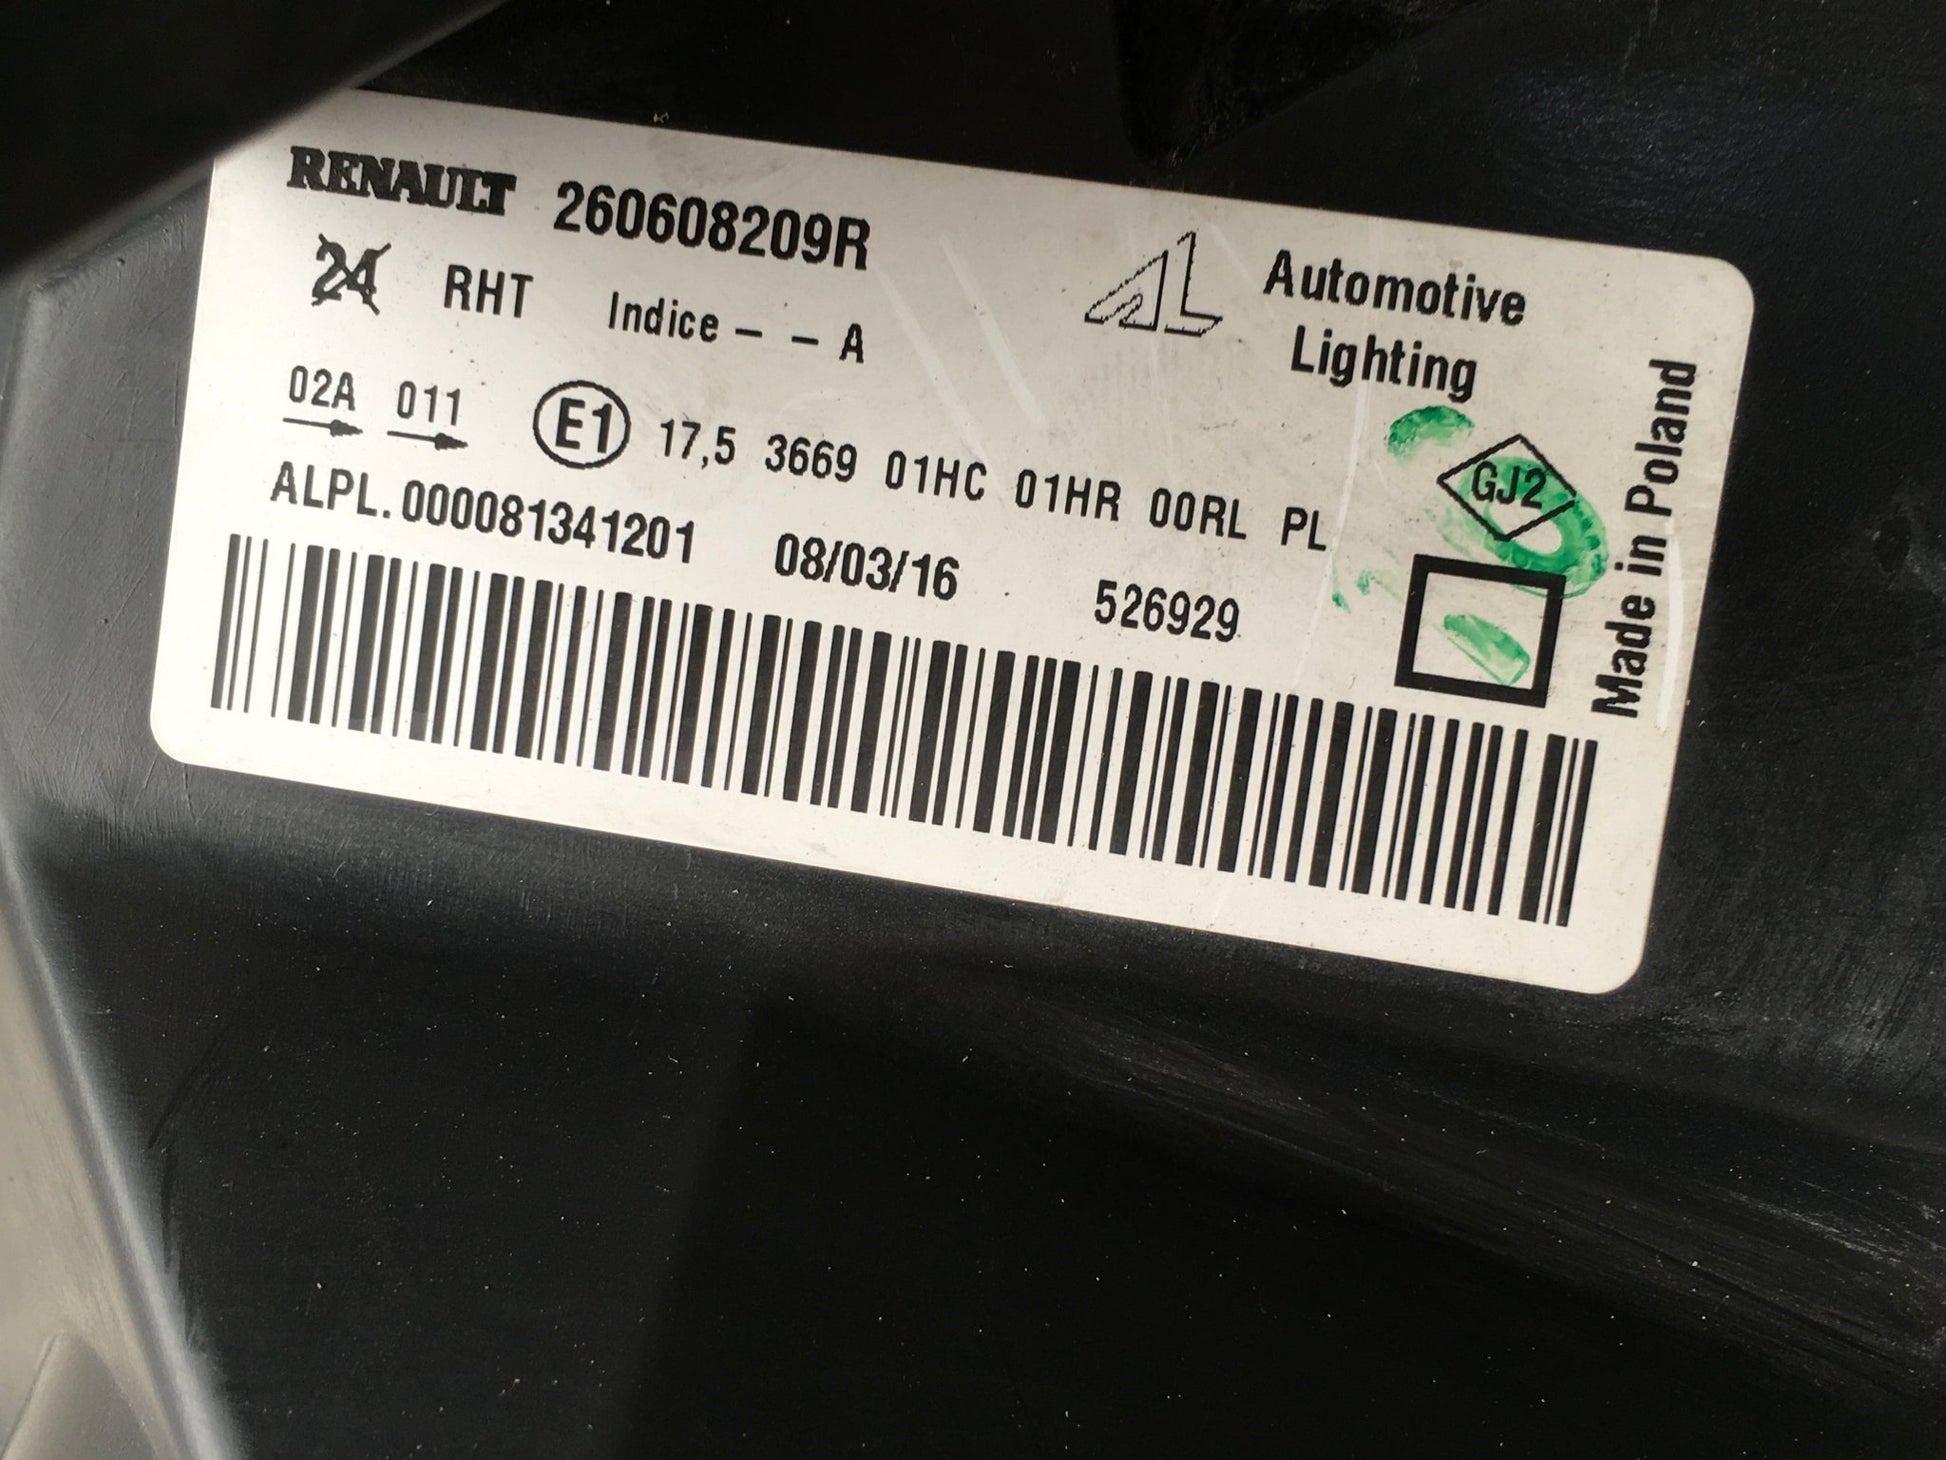 RENAULT 260608209R
24 RHT Indice - - A
Automotive
Lighting
02A 011 E1 17,5 3669 01HC 01HR 00RL PL
GJ2
ALPL.000081341201 08/03/16 526929
Made in Poland